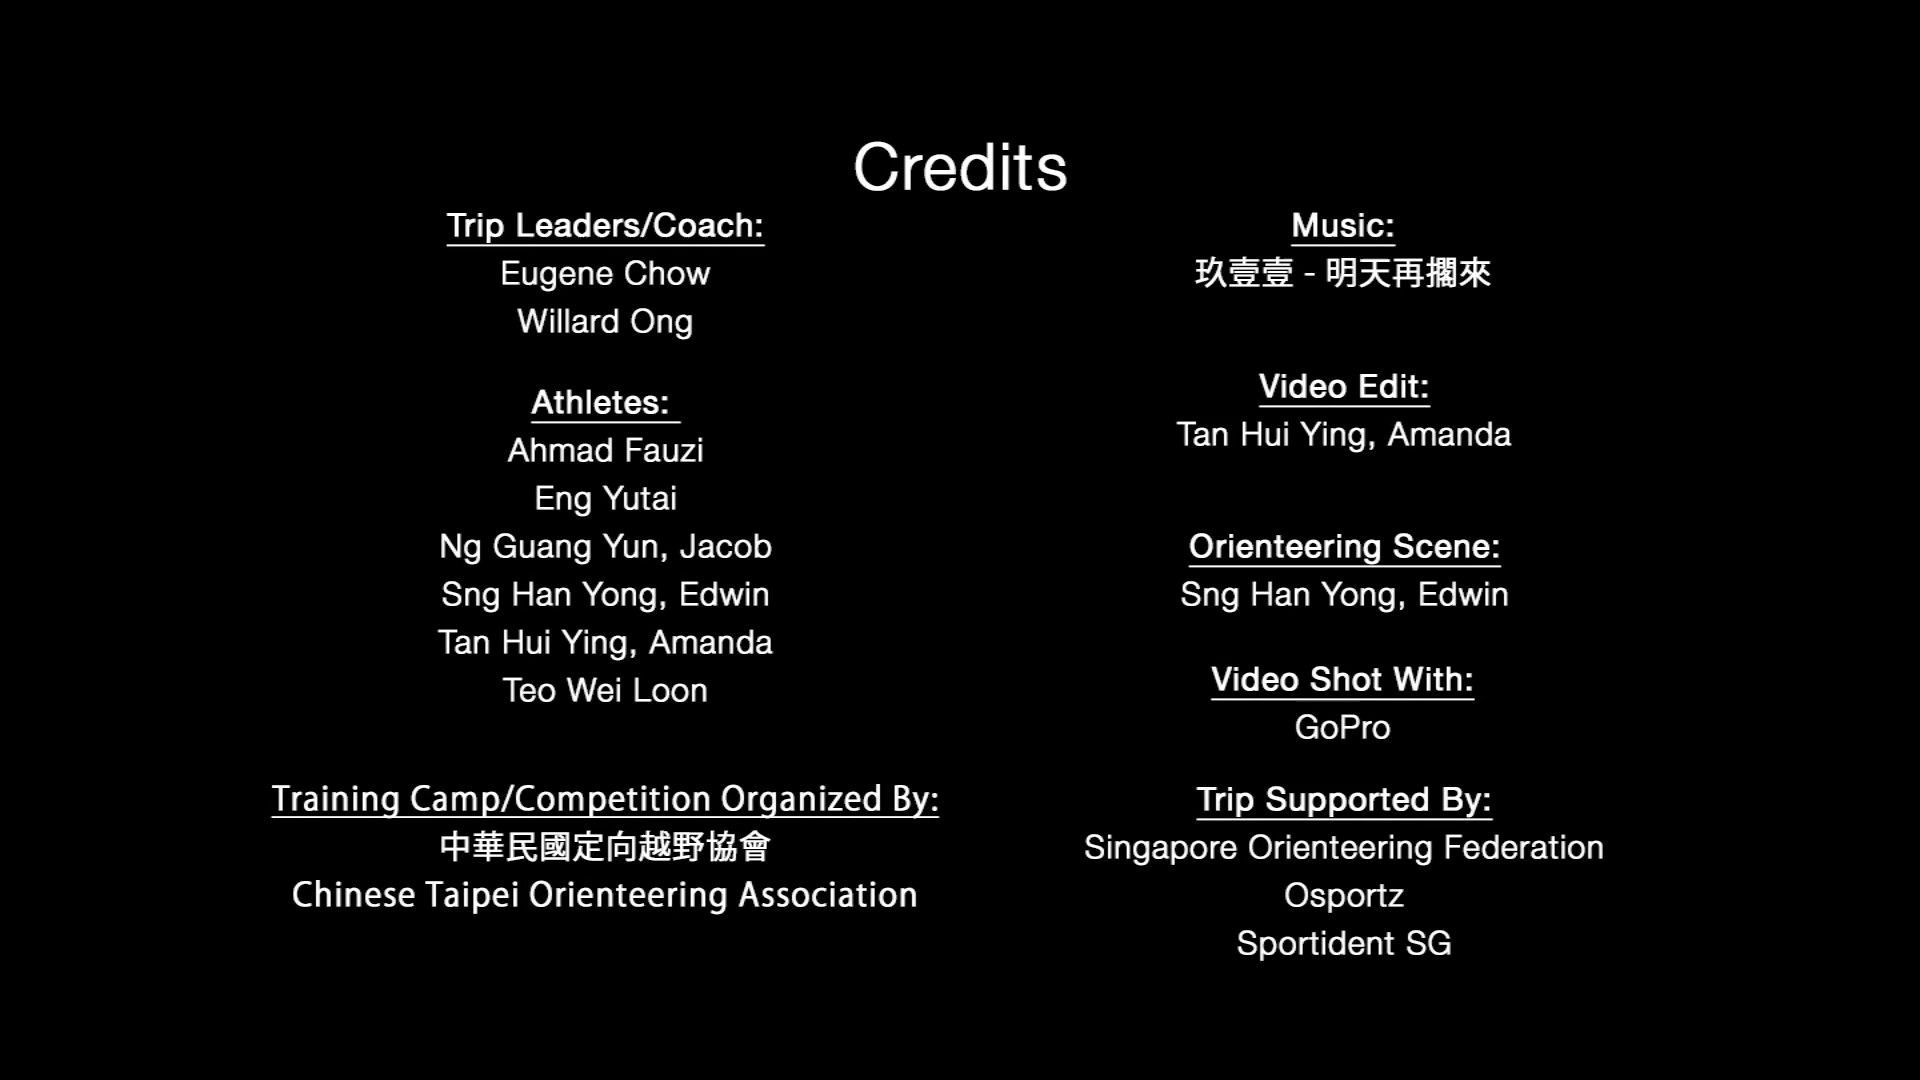 Credits
Trip Leaders/Coach:
Eugene Chow
Willard Ong
Athletes:
Ahmad Fauzi
Eng Yutai
Ng Guang Yun, Jacob
Sng Han Yong, Edwin
Tan Hui Ying, Amanda
Teo Wei Loon
Training Camp/Competition Organized By:
中華民國定向越野協會
Chinese Taipei Orienteering Association
Music:
玖壹壹 - 明天再擱來
Video Edit:
Tan Hui Ying, Amanda
Orienteering Scene:
Sng Han Yong, Edwin
Video Shot With:
GoPro
Trip Supported By:
Singapore Orienteering Federation
Osportz
Sportident SG